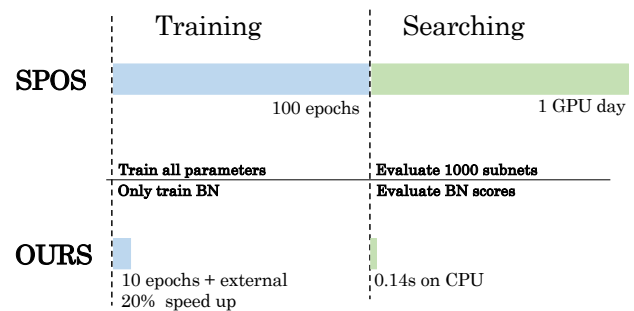 Training
Searching
SPOS
100 epochs
1 GPU day
Train all parameters
Evaluate 1000 subnets
Only train BN
Evaluate BN scores
OURS
10 epochs + external
20% speed up
0.14s on CPU